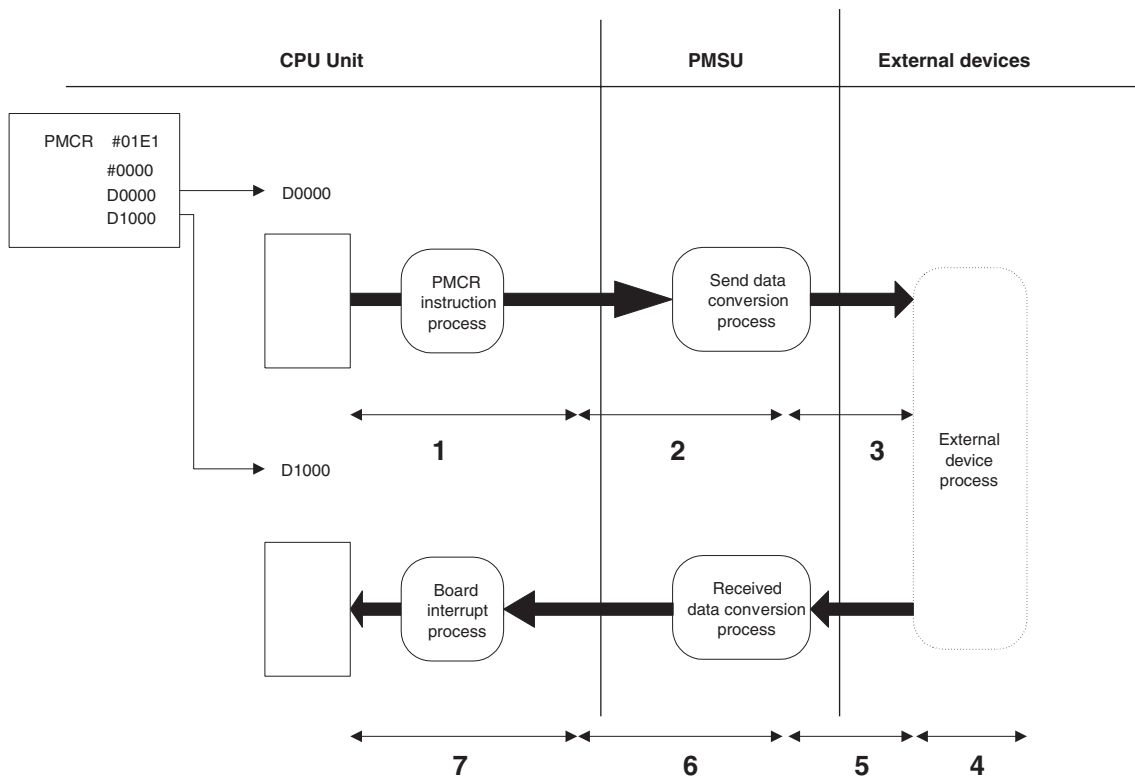 CPU Unit PMSU External devices
PMCR #01E1
#0000
D0000
D1000
D0000
PMCR
instruction
process
Send data
conversion
process
1 2 3
External
device
process
D1000
Board
interrupt
process
Received
data conversion
process
7 6 5 4